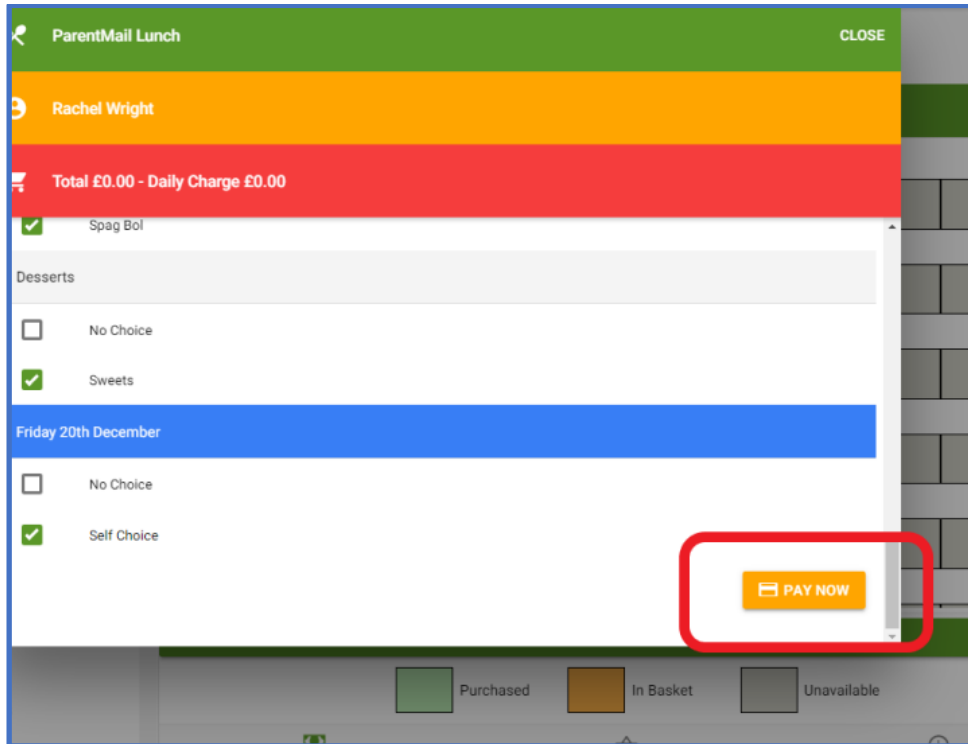 ParentMail Lunch CLOSE
Rachel Wright
Total £0.00 - Daily Charge £0.00
Spag Bol
Desserts
No Choice
Sweets
Friday 20th December
No Choice
Self Choice
PAY NOW
Purchased In Basket Unavailable